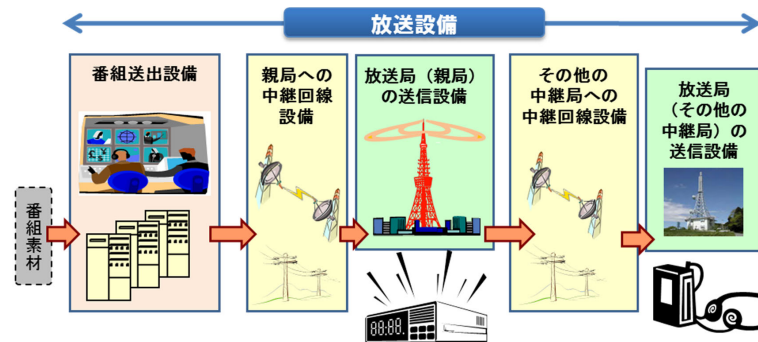 放送設備
番組送出設備
親局への
中継回線
設備
放送局（親局）
の送信設備
その他の
中継局への
中継回線設備
放送局
（その他の
中継局）の
送信設備
番組素材
88:88.